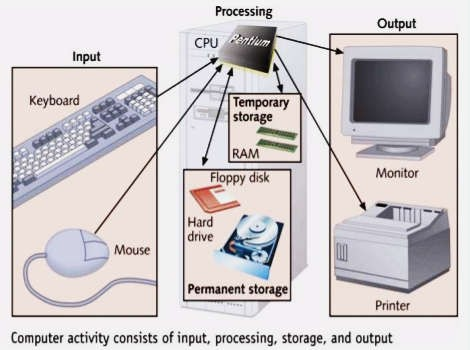 Processing
Input
Output
CPU
Pentium
Keyboard
Temporary
storage
RAM
Monitor
Floppy disk
Hard
drive
Mouse
Permanent storage
Printer
Computer activity consists of input, processing, storage, and output